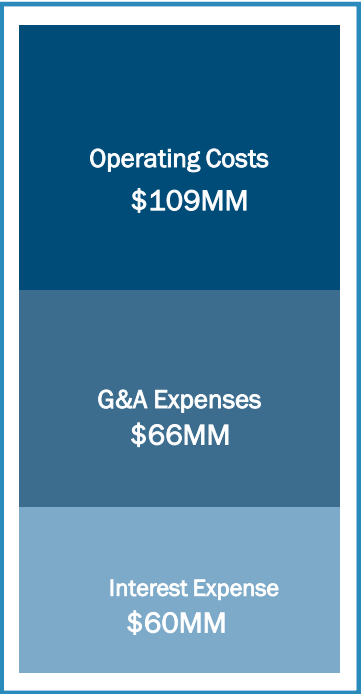 Operating Costs
$109MM
G&A Expenses
$66MM
Interest Expense
$60MM